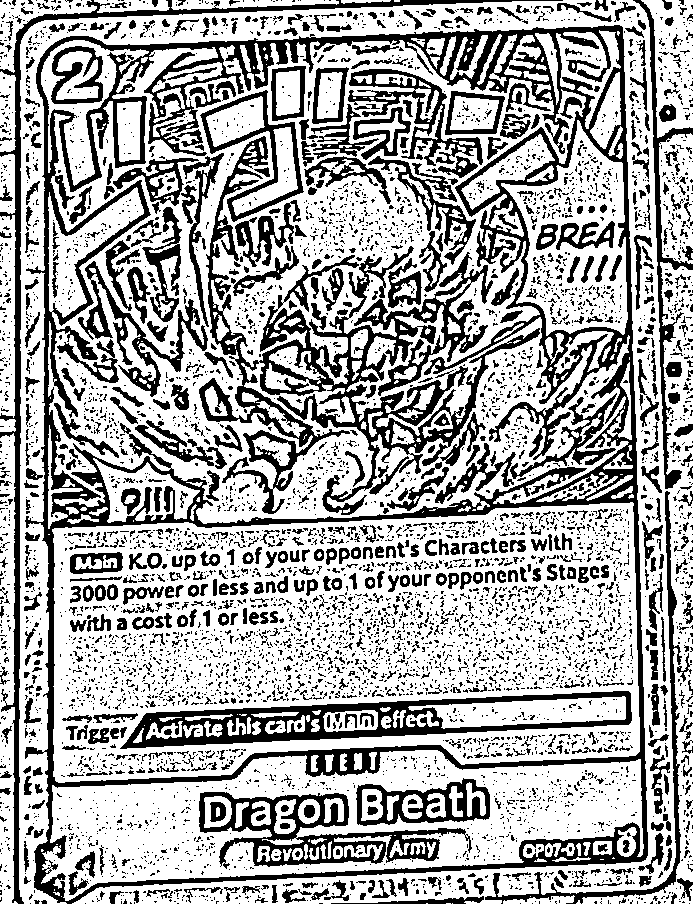 2
... 
BREAT
!!!!
?!!!
Main K.O. up to 1 of your opponent's Characters with
3000 power or less and up to 1 of your opponent's Stages
with a cost of 1 or less.
Trigger Activate this card's Main effect.
EVENT
Dragon Breath
Revolutionary Army
OP07-017